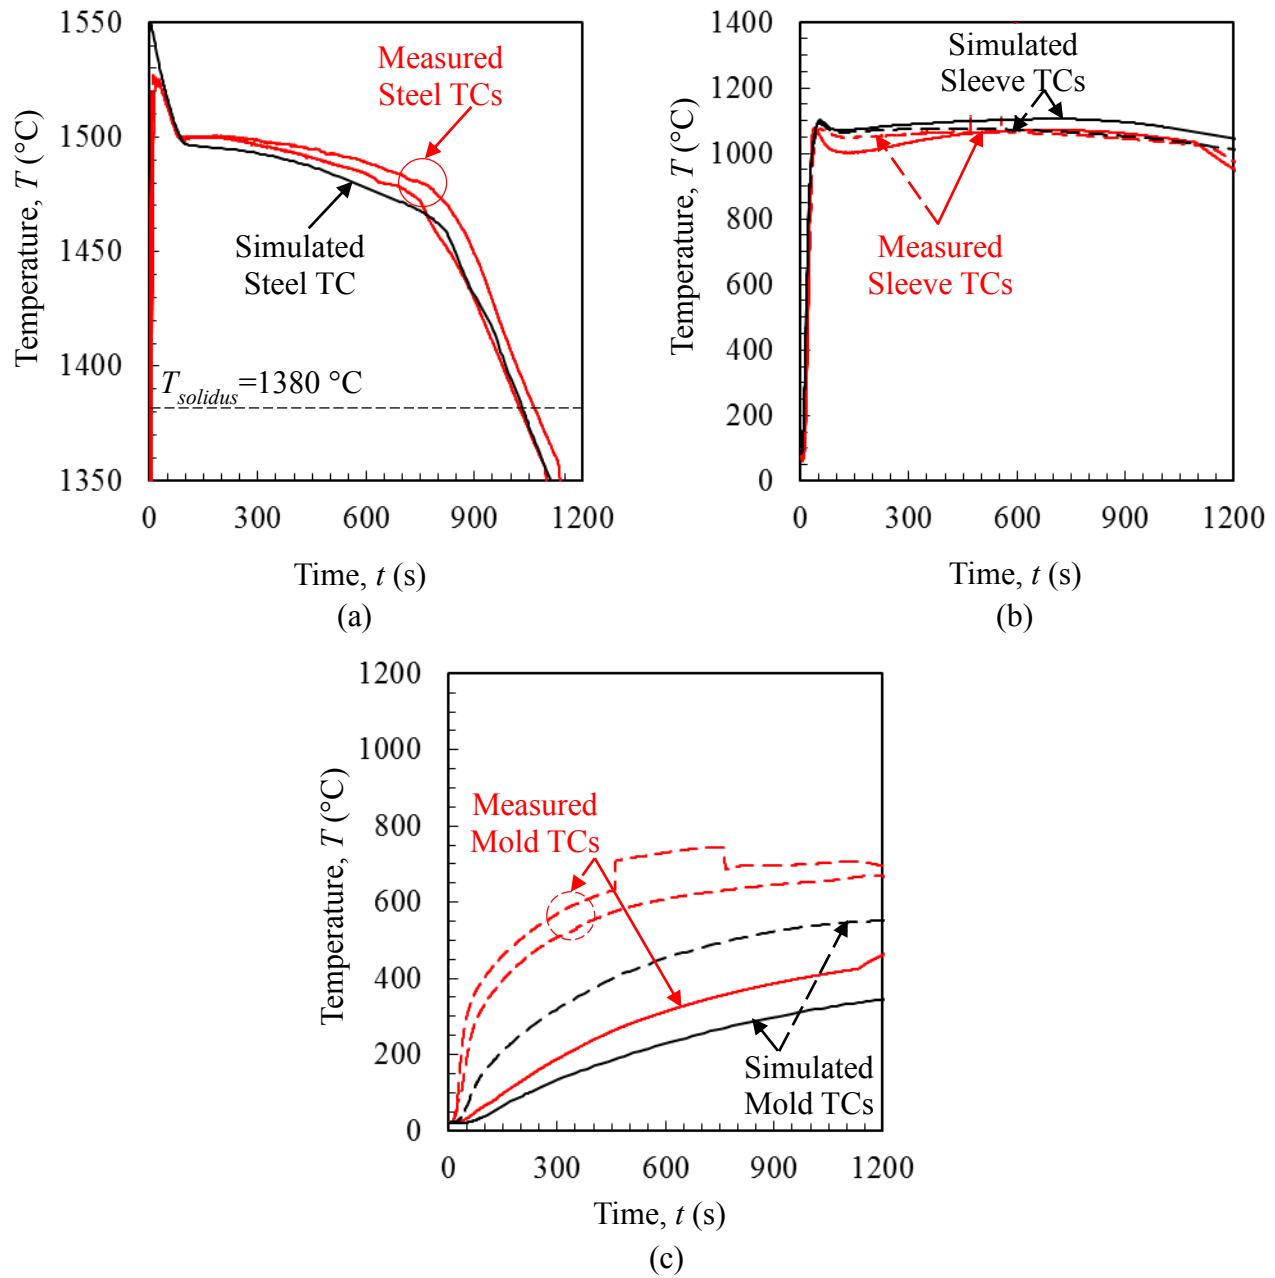 1550
1500
1450
1400
1350
Temperature, T (°C)
Measured
Steel TCs
Simulated
Steel TC
Tsolidus=1380 °C
0 300 600 900 1200
Time, t (s)
(a)
1400
1200
1000
800
600
400
200
0
Temperature, T (°C)
Simulated
Sleeve TCs
Measured
Sleeve TCs
0 300 600 900 1200
Time, t (s)
(b)
1200
1000
800
600
400
200
0
Temperature, T (°C)
Measured
Mold TCs
Simulated
Mold TCs
0 300 600 900 1200
Time, t (s)
(c)